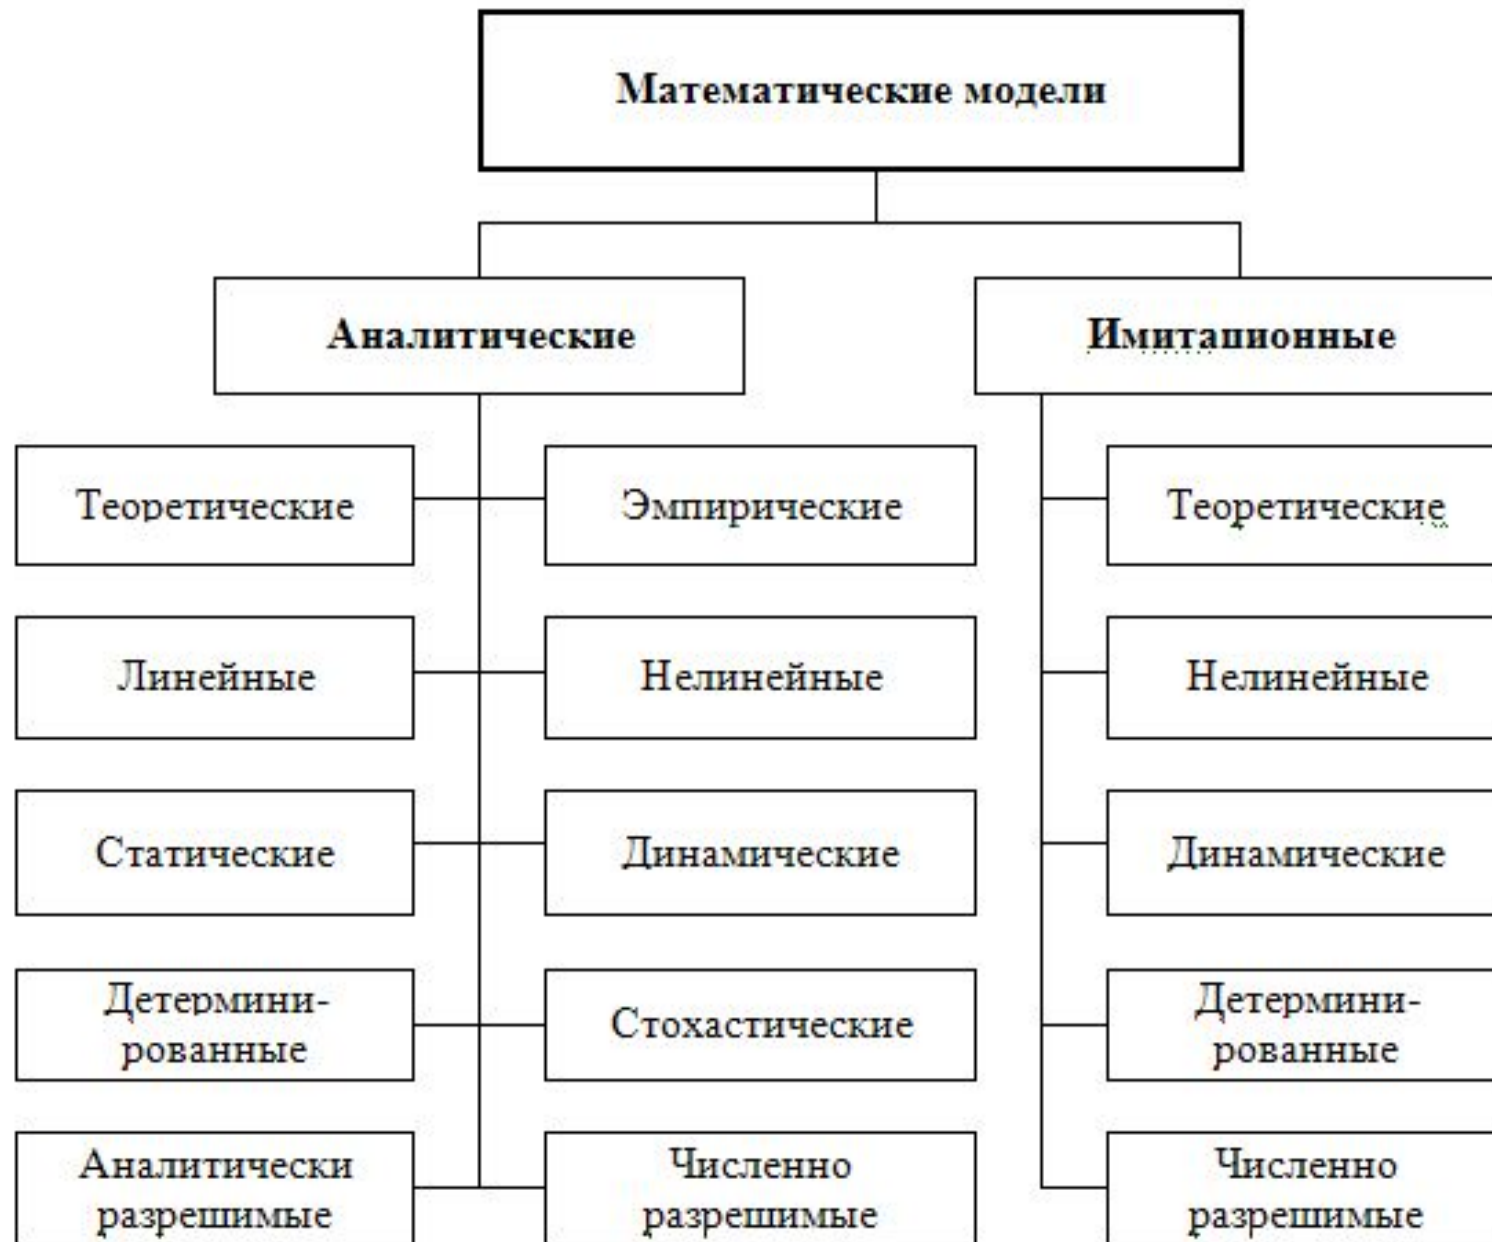 Математические модели
Аналитические
Имитационные
Теоретические
Эмпирические
Теоретические
Линейные
Нелинейные
Нелинейные
Статические
Динамические
Динамические
Детермини-
рованные
Стохастические
Детермини-
рованные
Аналитически
разрешимые
Численно
разрешимые
Численно
разрешимые